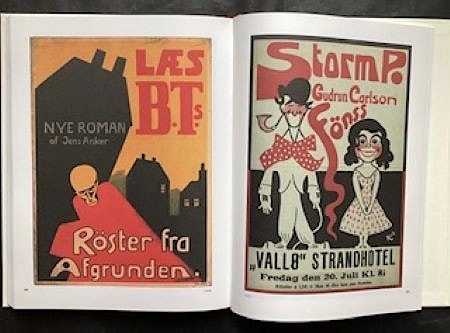 LÆS
B.T.s
NYE ROMAN
af Jens Anker
Röster fra
Afgrunden.
Storm P.
Gudrun Carlson
Fönss
„VALLØ“ STRANDHOTEL
Fredag den 20. Juli Kl. 8¼